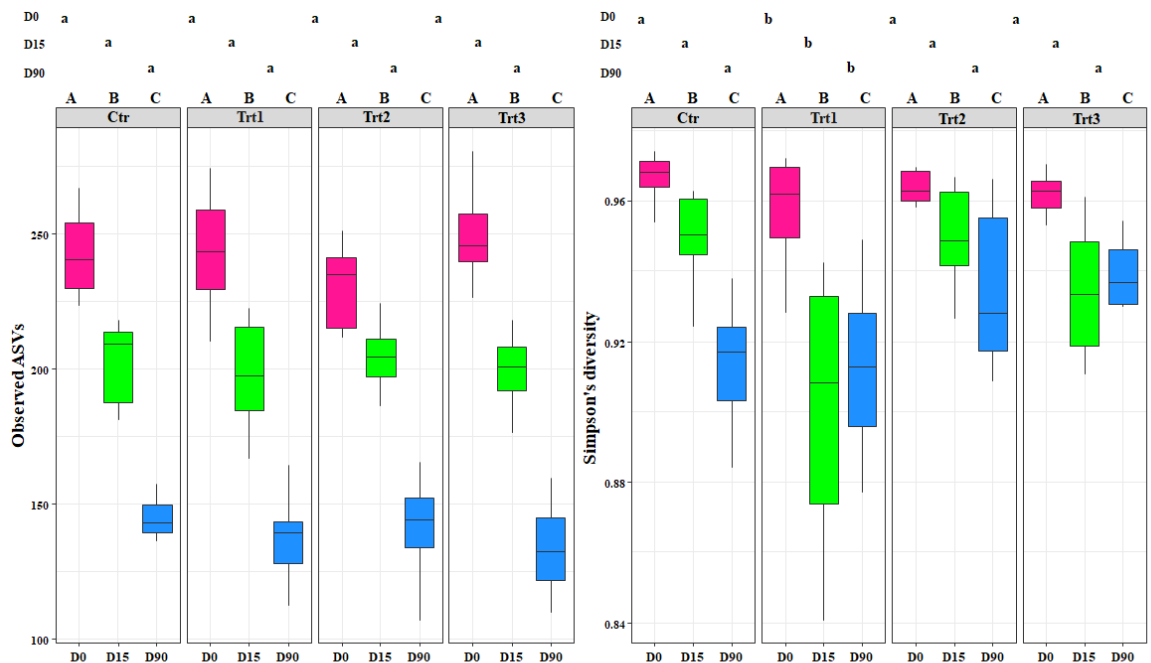 D0 a a a a
D15 a a a a
D90 a a a a
A B C A B C A B C A B C
Ctr Trt1 Trt2 Trt3
Observed ASVs
250
200
150
100
D0 D15 D90 D0 D15 D90 D0 D15 D90 D0 D15 D90
D0 a b a a
D15 a b a a
D90 a b a a
A B C A B C A B C A B C
Ctr Trt1 Trt2 Trt3
Simpson's diversity
0.96
0.92
0.88
0.84
D0 D15 D90 D0 D15 D90 D0 D15 D90 D0 D15 D90